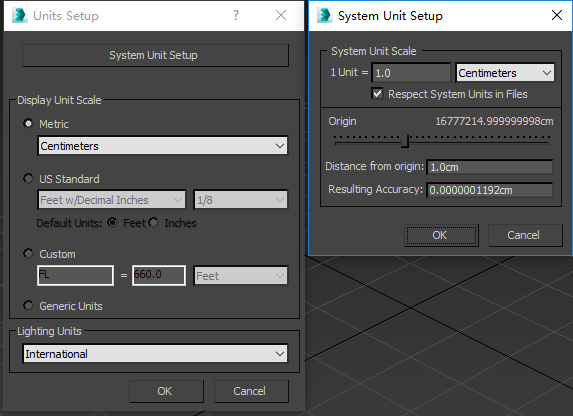 Units Setup
?
System Unit Setup
Display Unit Scale
Metric
Centimeters
US Standard
Feet w/Decimal Inches
1/8
Default Units:
Feet
Inches
Custom
FL
=
660.0
Feet
Generic Units
Lighting Units
International
OK
Cancel
System Unit Setup
System Unit Scale
1 Unit =
1.0
Centimeters
Respect System Units in Files
Origin
16777214.999999998cm
Distance from origin:
1.0cm
Resulting Accuracy:
0.0000001192cm
OK
Cancel